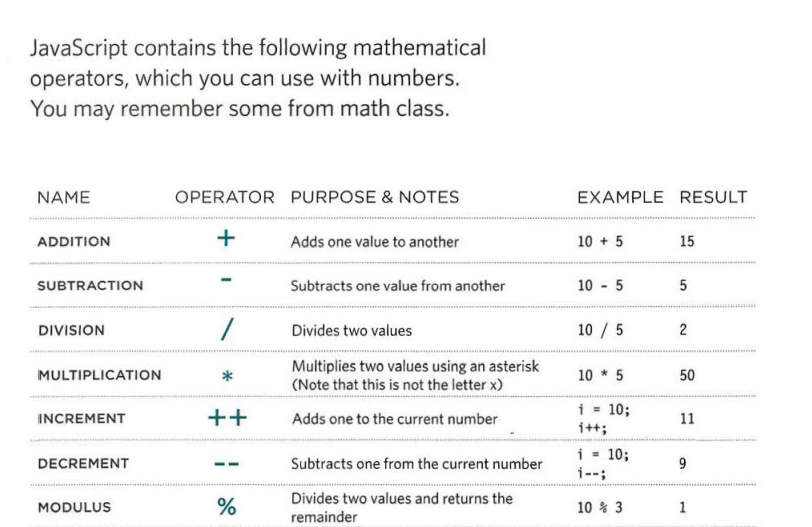 JavaScript contains the following mathematical
operators, which you can use with numbers.
You may remember some from math class.
NAME OPERATOR PURPOSE & NOTES EXAMPLE RESULT
ADDITION + Adds one value to another 10 + 5 15
SUBTRACTION - Subtracts one value from another 10 - 5 5
DIVISION / Divides two values 10 / 5 2
MULTIPLICATION * Multiplies two values using an asterisk
(Note that this is not the letter x) 10 * 5 50
INCREMENT ++ Adds one to the current number i = 10;
i++; 11
DECREMENT -- Subtracts one from the current number i = 10;
i--; 9
MODULUS % Divides two values and returns the
remainder 10 % 3 1